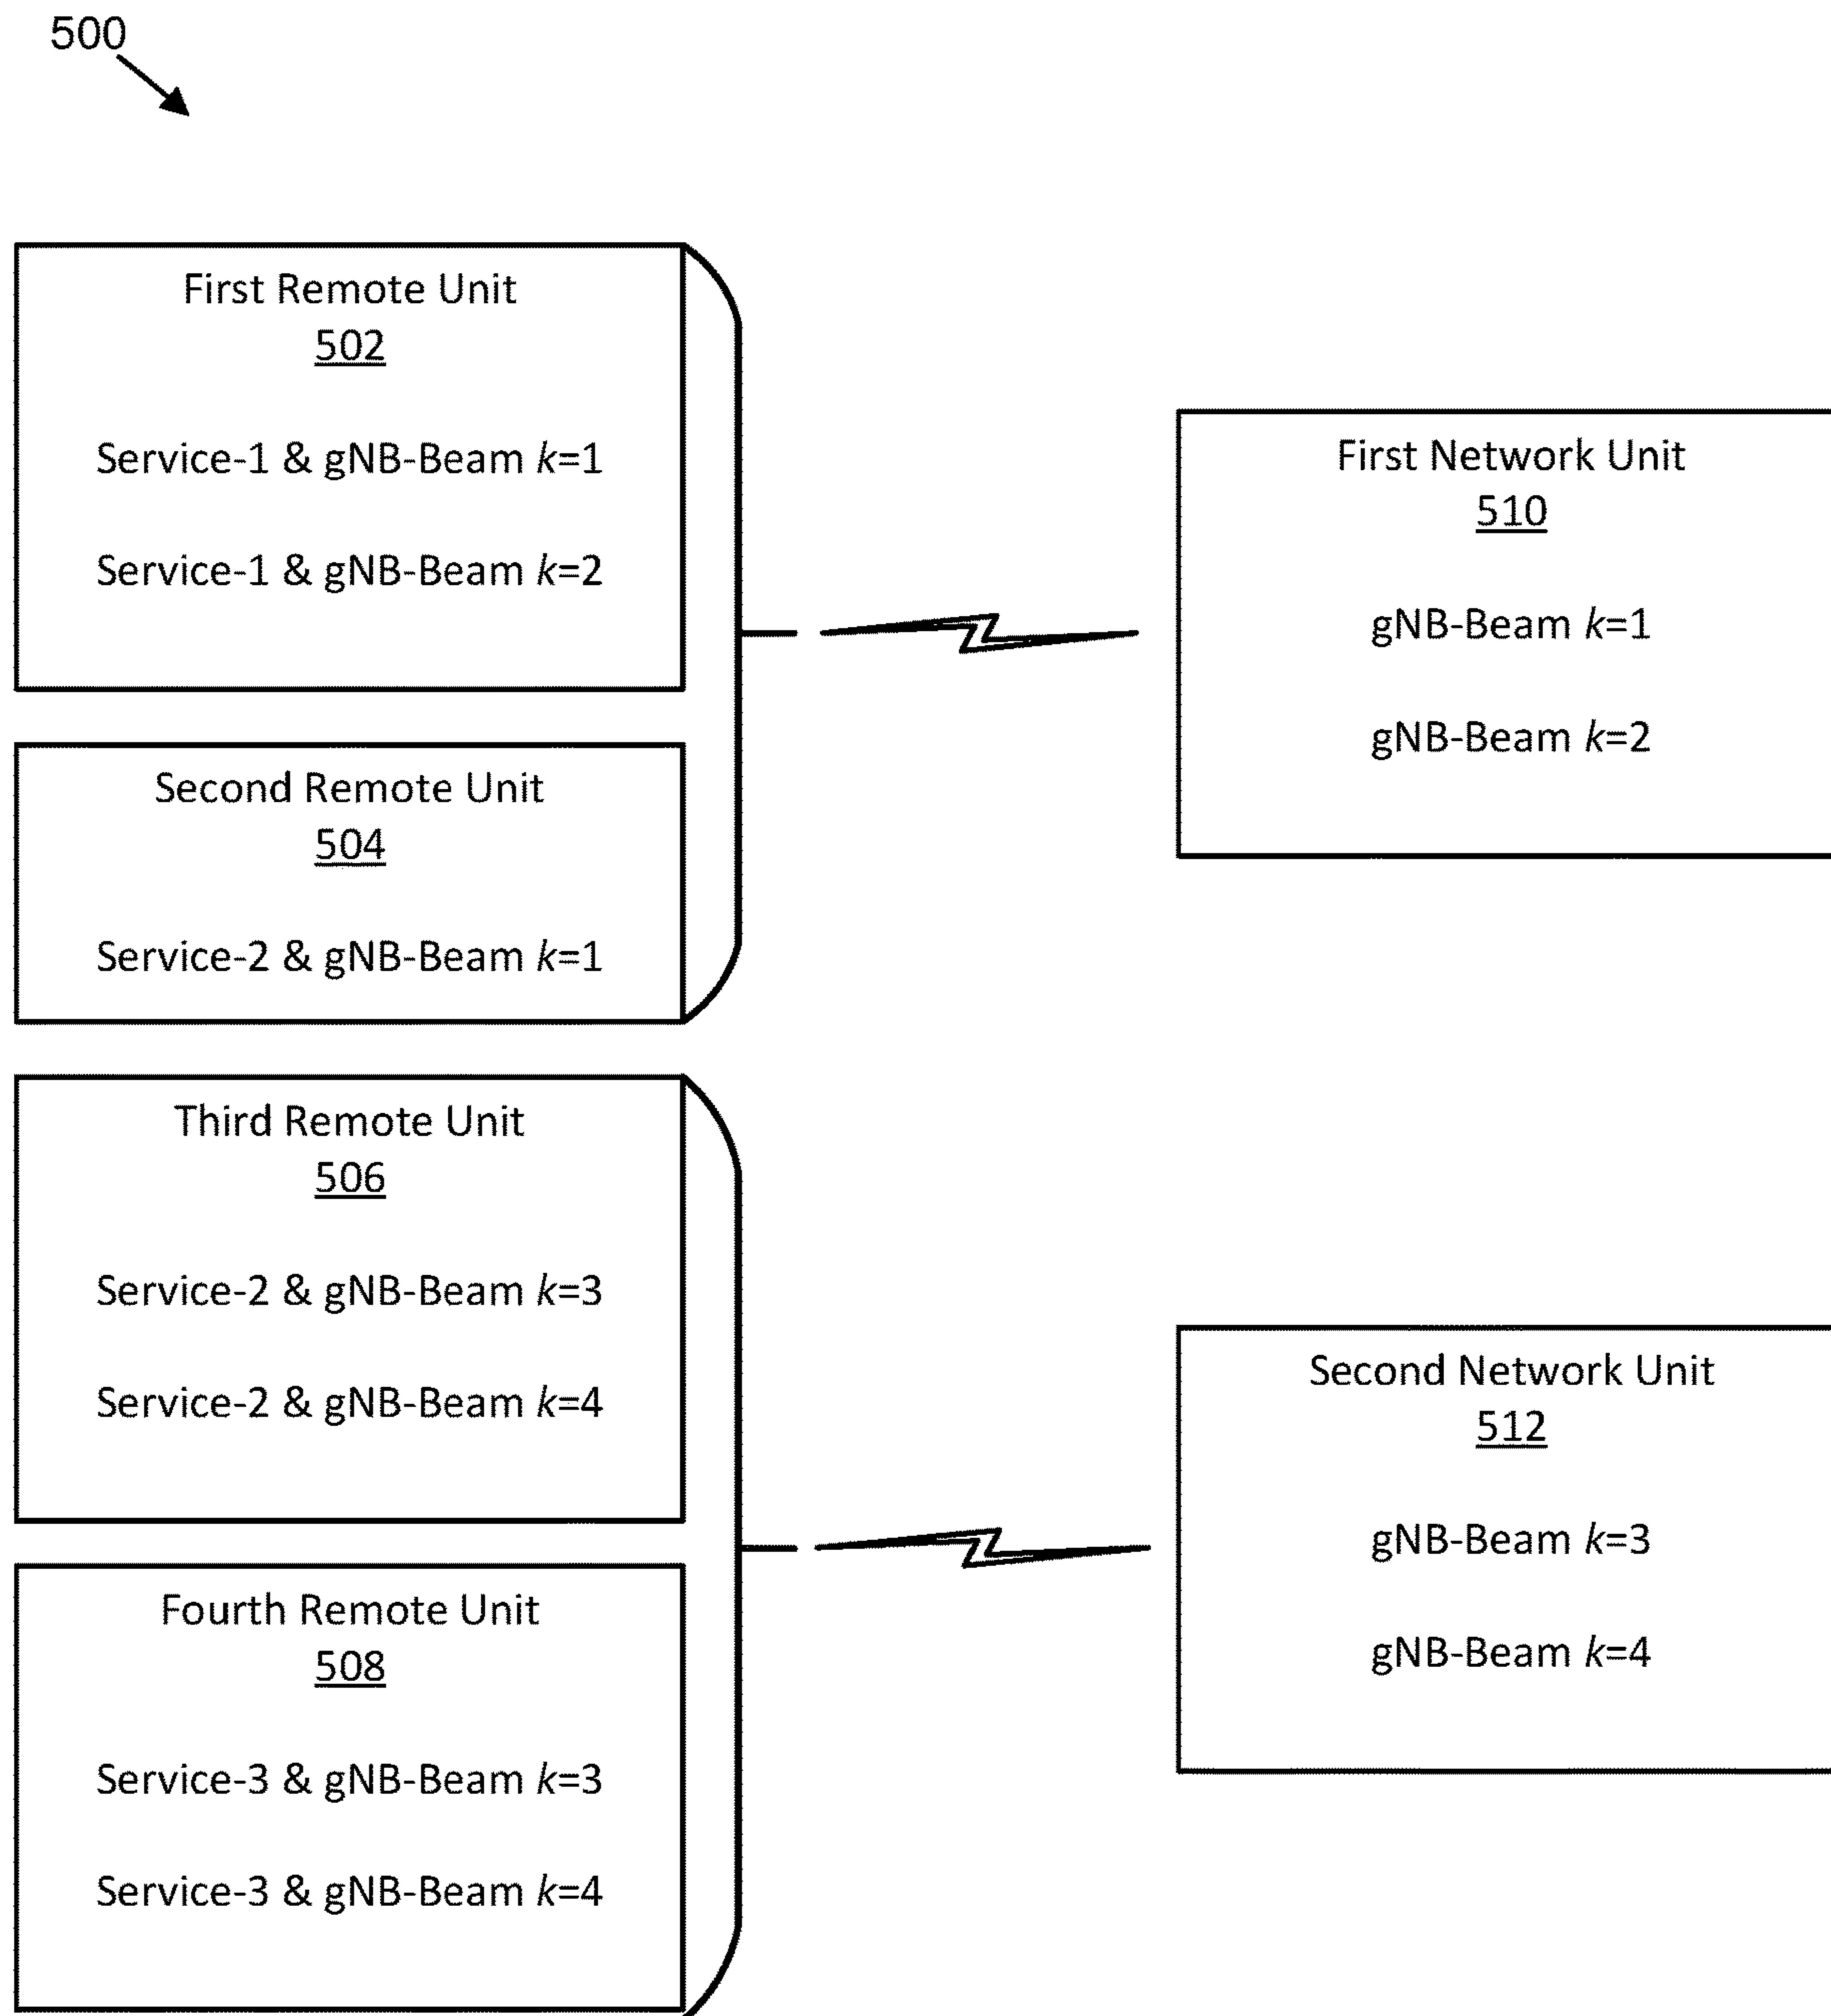 500
First Remote Unit
502
Service-1 & gNB-Beam k=1
Service-1 & gNB-Beam k=2
Second Remote Unit
504
Service-2 & gNB-Beam k=1
Third Remote Unit
506
Service-2 & gNB-Beam k=3
Service-2 & gNB-Beam k=4
Fourth Remote Unit
508
Service-3 & gNB-Beam k=3
Service-3 & gNB-Beam k=4
First Network Unit
510
gNB-Beam k=1
gNB-Beam k=2
Second Network Unit
512
gNB-Beam k=3
gNB-Beam k=4